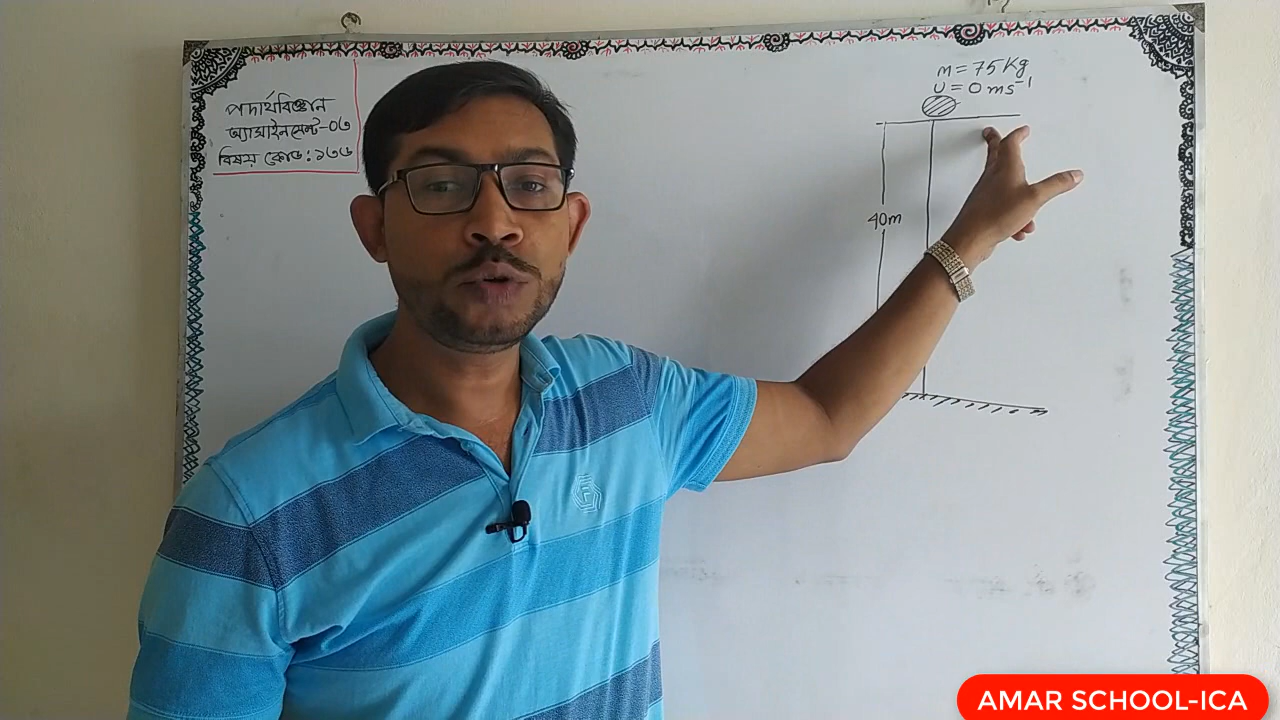 পদার্থবিজ্ঞান
অ্যাসাইনমেন্ট-০৩
বিষয় কোড: ১৩৬
m = 75 Kg
u = 0 ms⁻¹
40m
AMAR SCHOOL-ICA